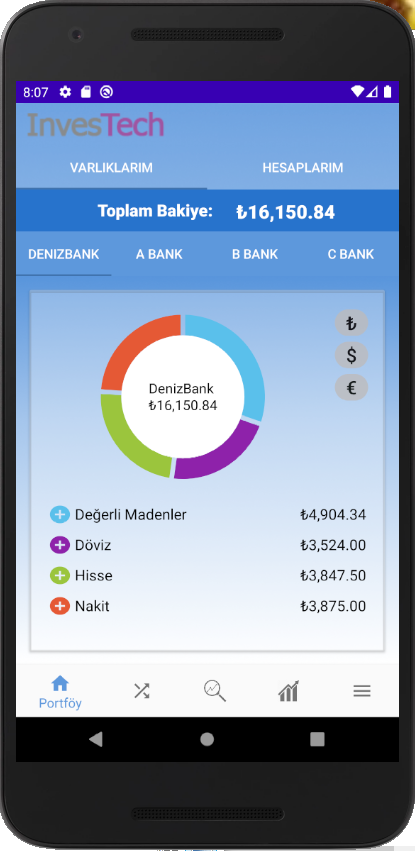 8:07
InvesTech
VARLIKLARIM HESAPLARIM
Toplam Bakiye: ₺16,150.84
DENIZBANK A BANK B BANK C BANK
₺
$
€
DenizBank
₺16,150.84
Değerli Madenler ₺4,904.34
Döviz ₺3,524.00
Hisse ₺3,847.50
Nakit ₺3,875.00
Portföy